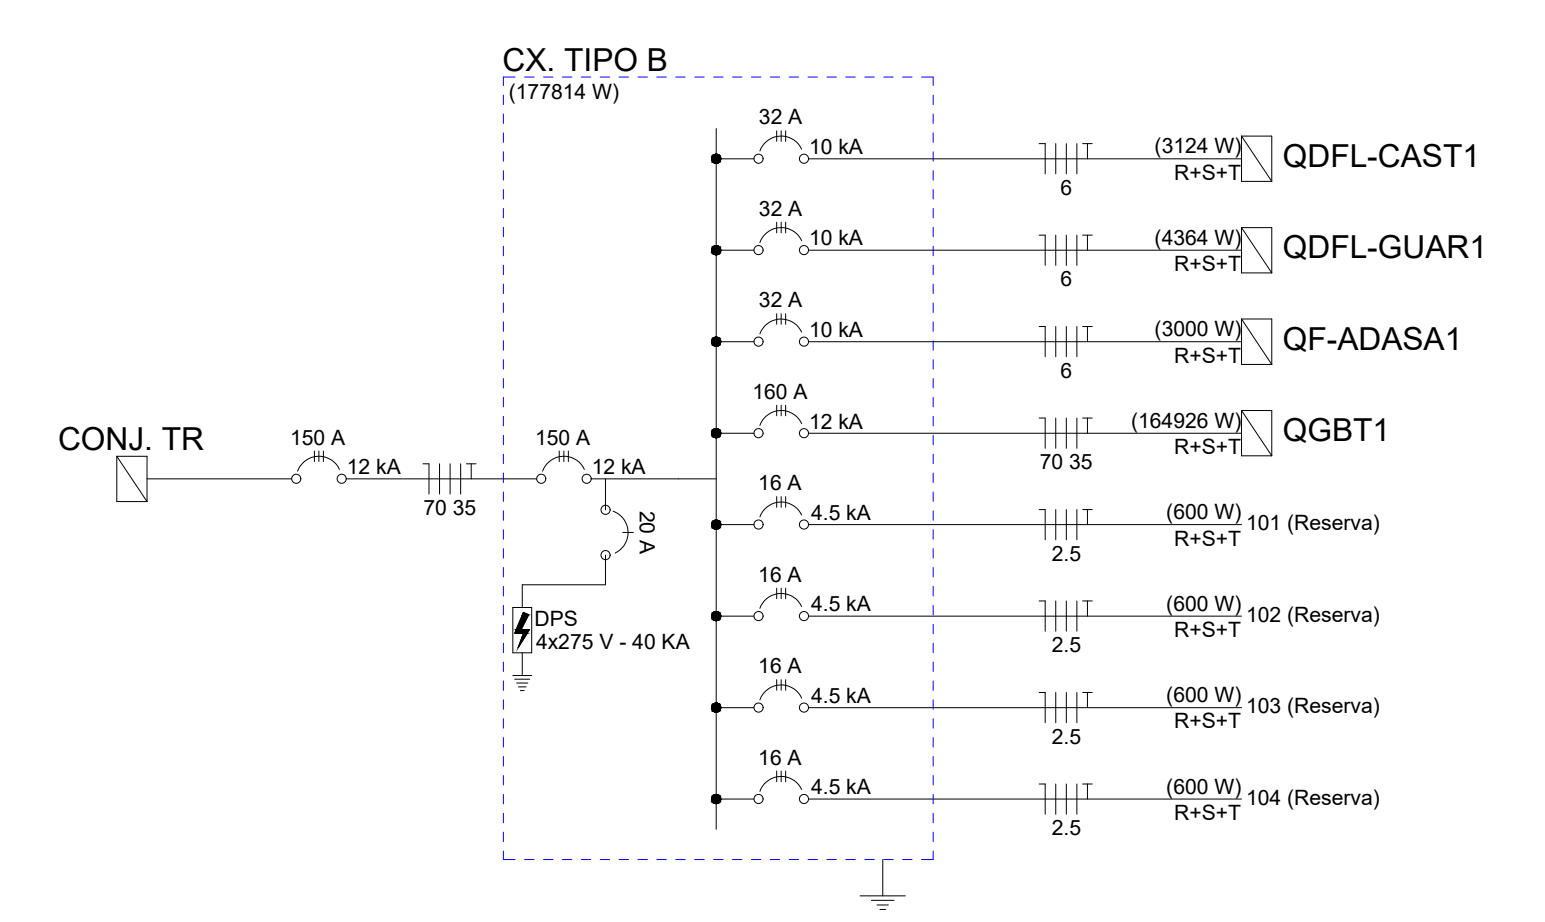 CX. TIPO B
(177814 W)
32 A
10 kA
6
(3124 W)
R+S+T
QDFL-CAST1
32 A
10 kA
6
(4364 W)
R+S+T
QDFL-GUAR1
32 A
10 kA
6
(3000 W)
R+S+T
QF-ADASA1
160 A
12 kA
70 35
(164926 W)
R+S+T
QGBT1
CONJ. TR
150 A
12 kA
70 35
150 A
12 kA
20 A
DPS
4x275 V - 40 KA
16 A
4.5 kA
2.5
(600 W)
R+S+T
101 (Reserva)
16 A
4.5 kA
2.5
(600 W)
R+S+T
102 (Reserva)
16 A
4.5 kA
2.5
(600 W)
R+S+T
103 (Reserva)
16 A
4.5 kA
2.5
(600 W)
R+S+T
104 (Reserva)